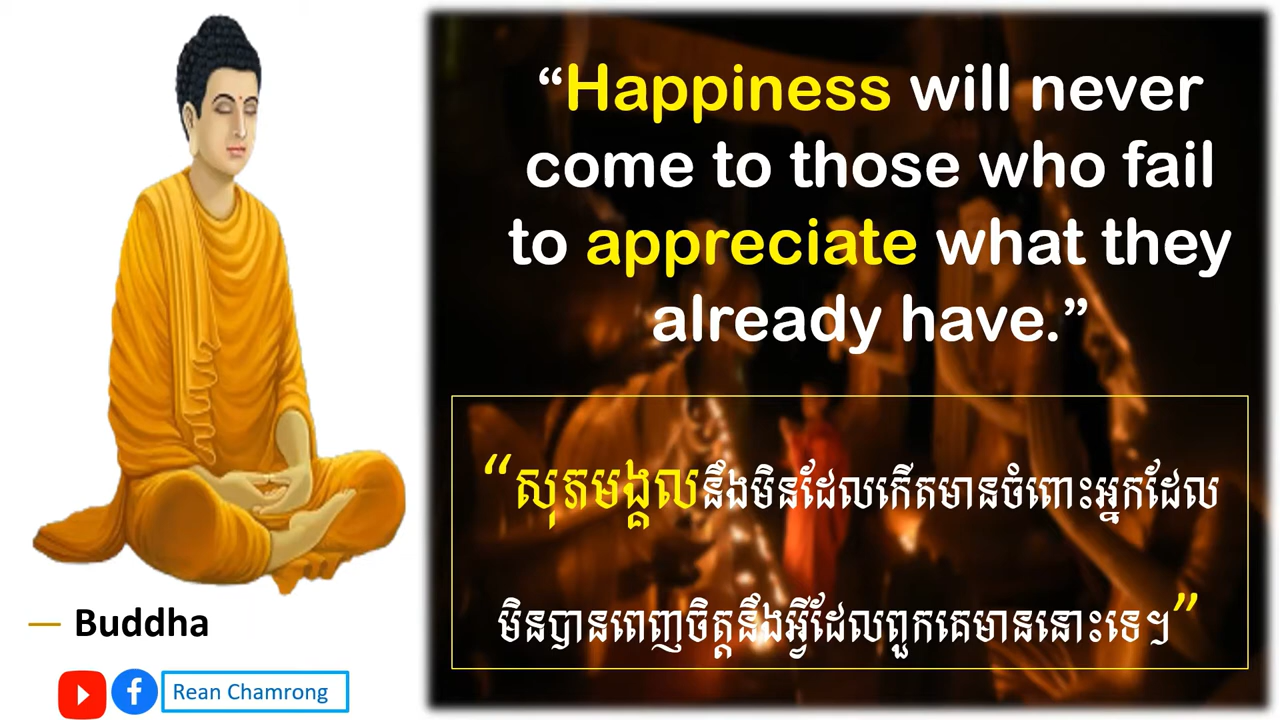 “Happiness will never
come to those who fail
to appreciate what they
already have.”
“សុភមង្គលនឹងមិនដែលកើតមានចំពោះអ្នកដែល
មិនបានពេញចិត្តនឹងអ្វីដែលពួកគេមាននោះទេ។”
— Buddha
Rean Chamrong